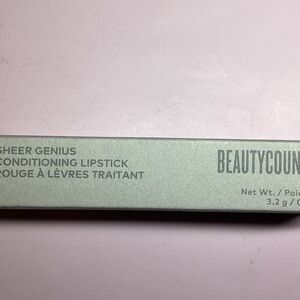 SHEER GENIUS
CONDITIONING LIPSTICK
ROUGE À LÈVRES TRAITANT
BEAUTYCOUN
Net Wt. / Poi
3.2 g /